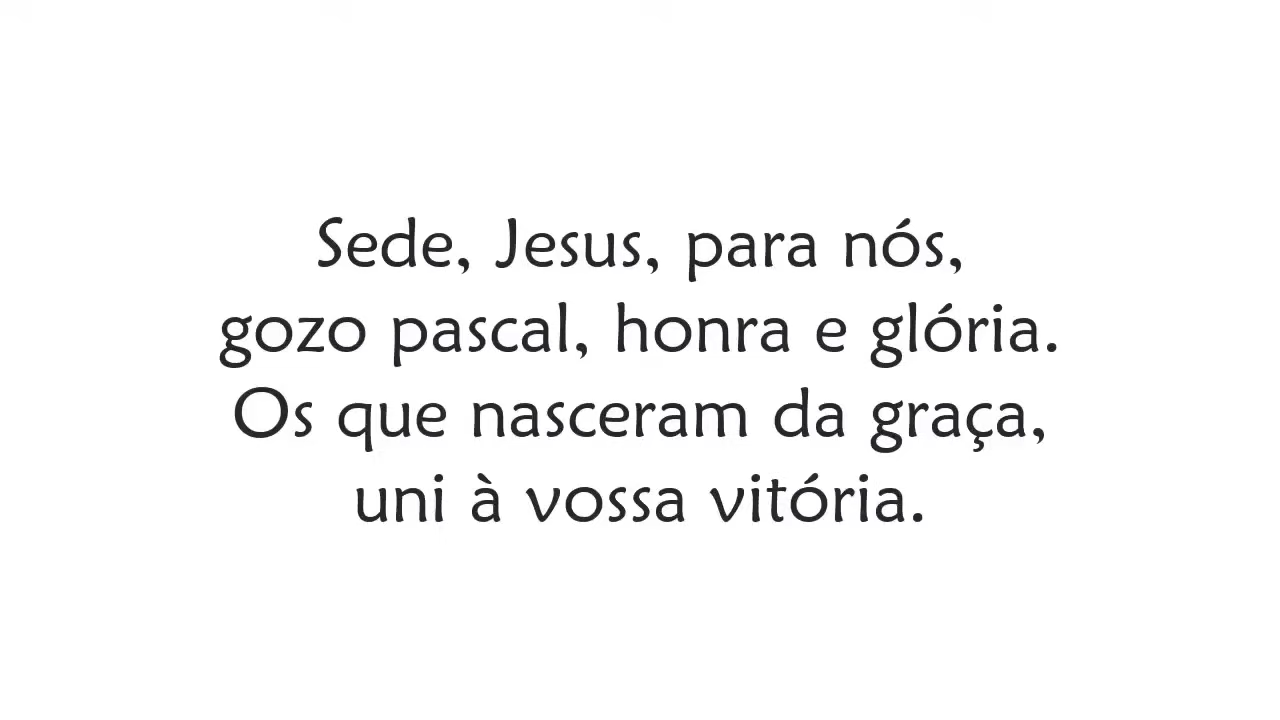 Sede, Jesus, para nós,
gozo pascal, honra e glória.
Os que nasceram da graça,
uni à vossa vitória.